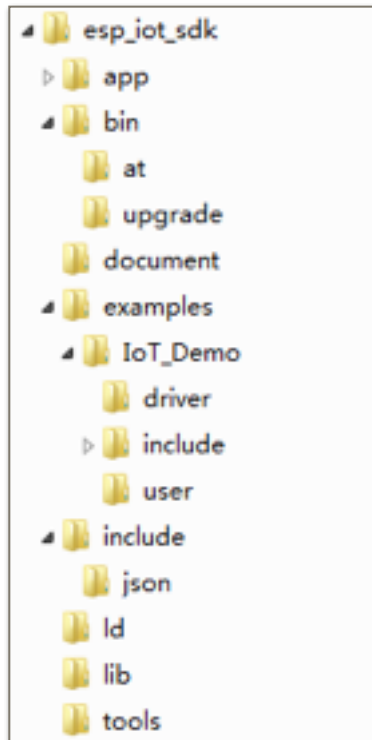 esp_iot_sdk
app
bin
at
upgrade
document
examples
IoT_Demo
driver
include
user
include
json
ld
lib
tools